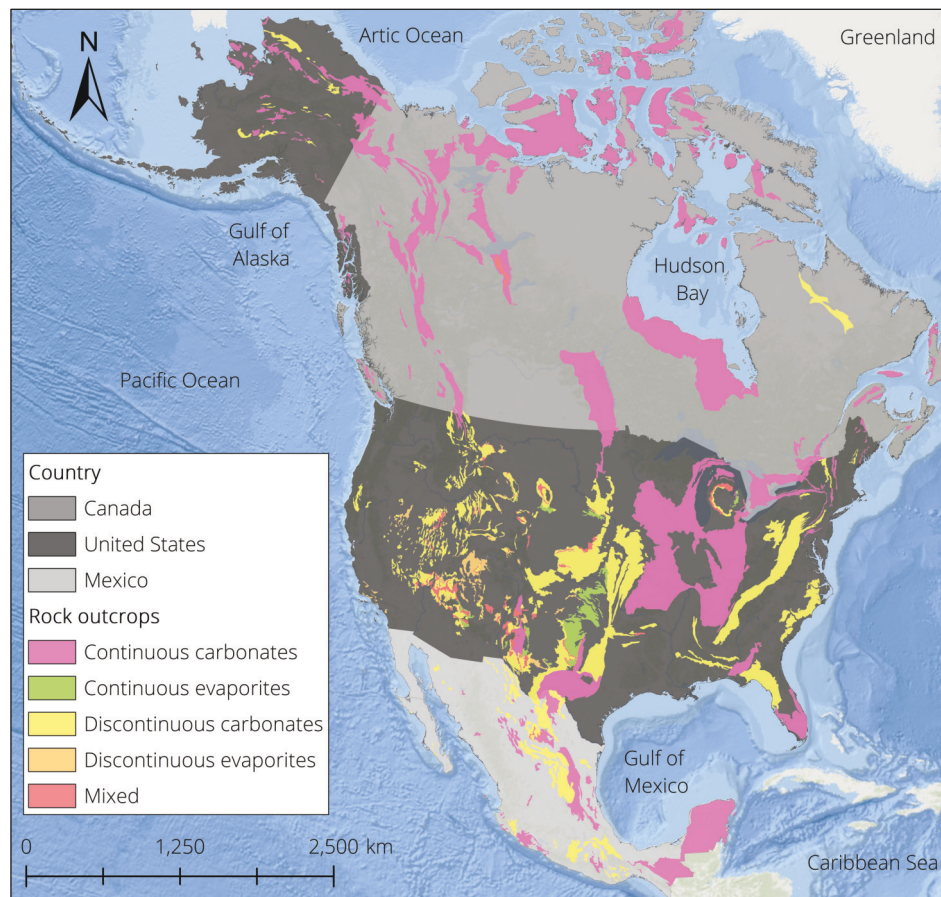 N
Artic Ocean
Greenland
Gulf of
Alaska
Hudson
Bay
Pacific Ocean
Country
Canada
United States
Mexico
Rock outcrops
Continuous carbonates
Continuous evaporites
Discontinuous carbonates
Discontinuous evaporites
Mixed
Gulf of
Mexico
0 1,250 2,500 km
Caribbean Sea